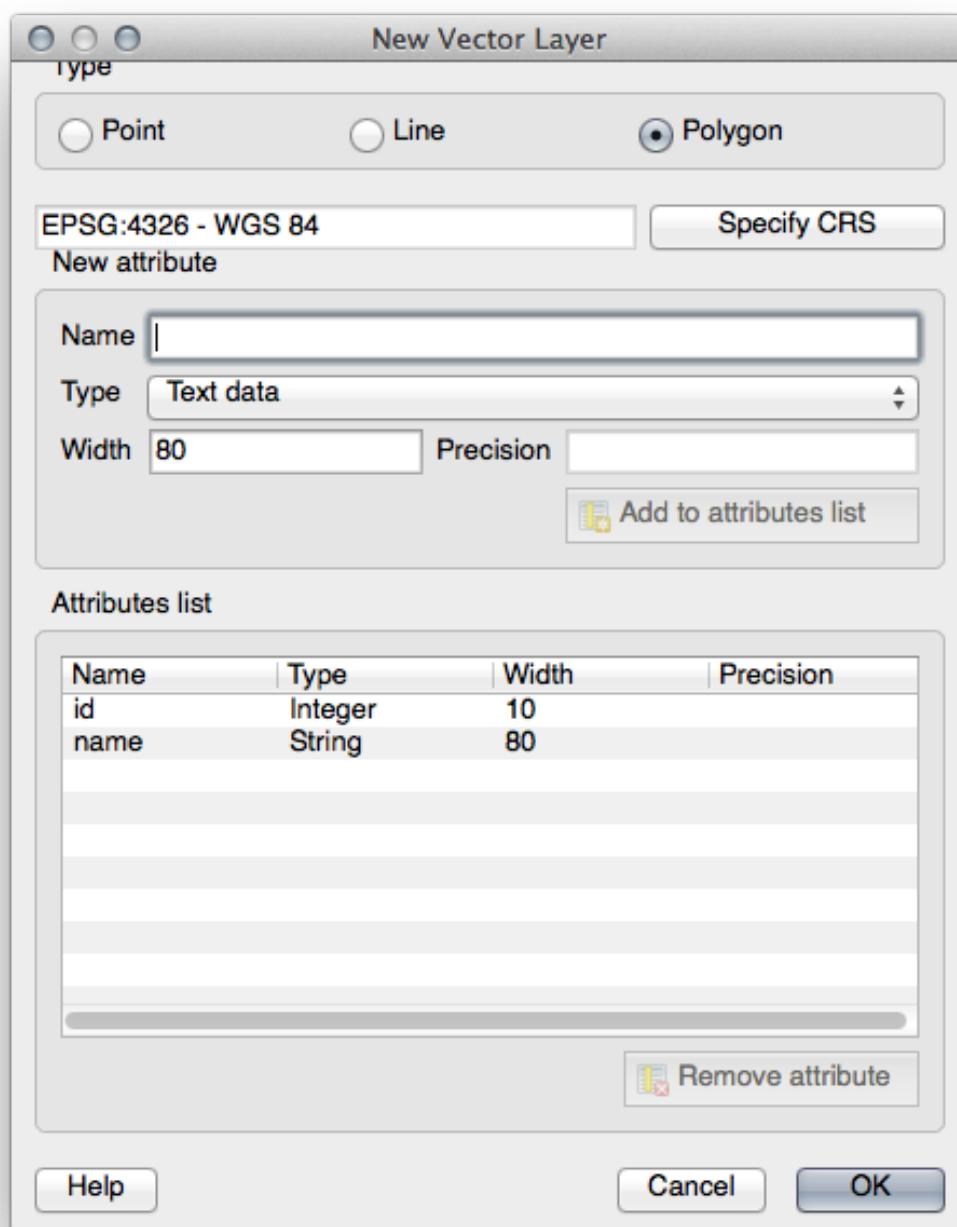 New Vector Layer
Type
Point Line Polygon
EPSG:4326 - WGS 84 Specify CRS
New attribute
Name
Type Text data
Width 80 Precision
Add to attributes list
Attributes list
Name Type Width Precision
id Integer 10
name String 80
Remove attribute
Help Cancel OK